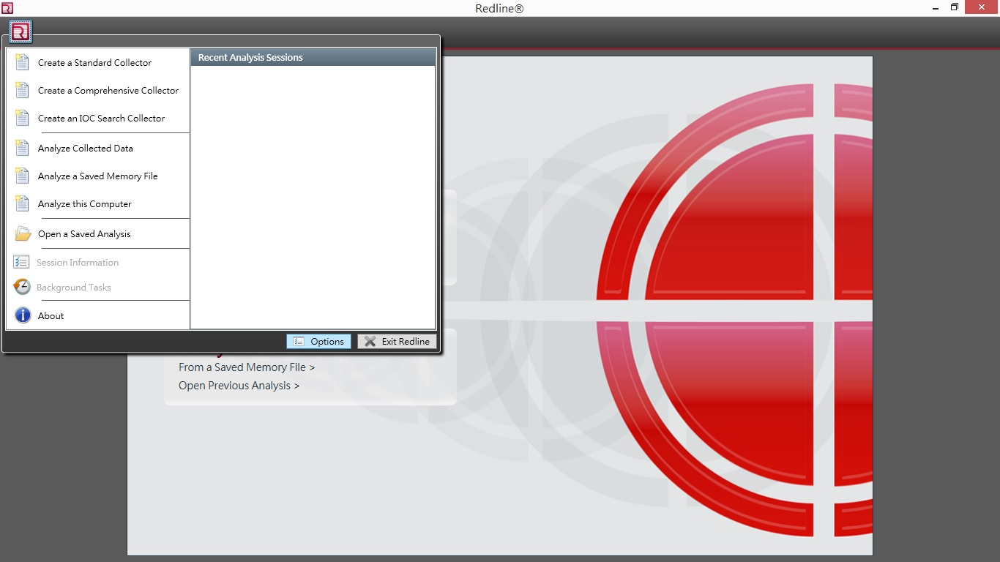 Redline®
Create a Standard Collector
Create a Comprehensive Collector
Create an IOC Search Collector
Analyze Collected Data
Analyze a Saved Memory File
Analyze this Computer
Open a Saved Analysis
Session Information
Background Tasks
About
Recent Analysis Sessions
Options
Exit Redline
From a Saved Memory File >
Open Previous Analysis >